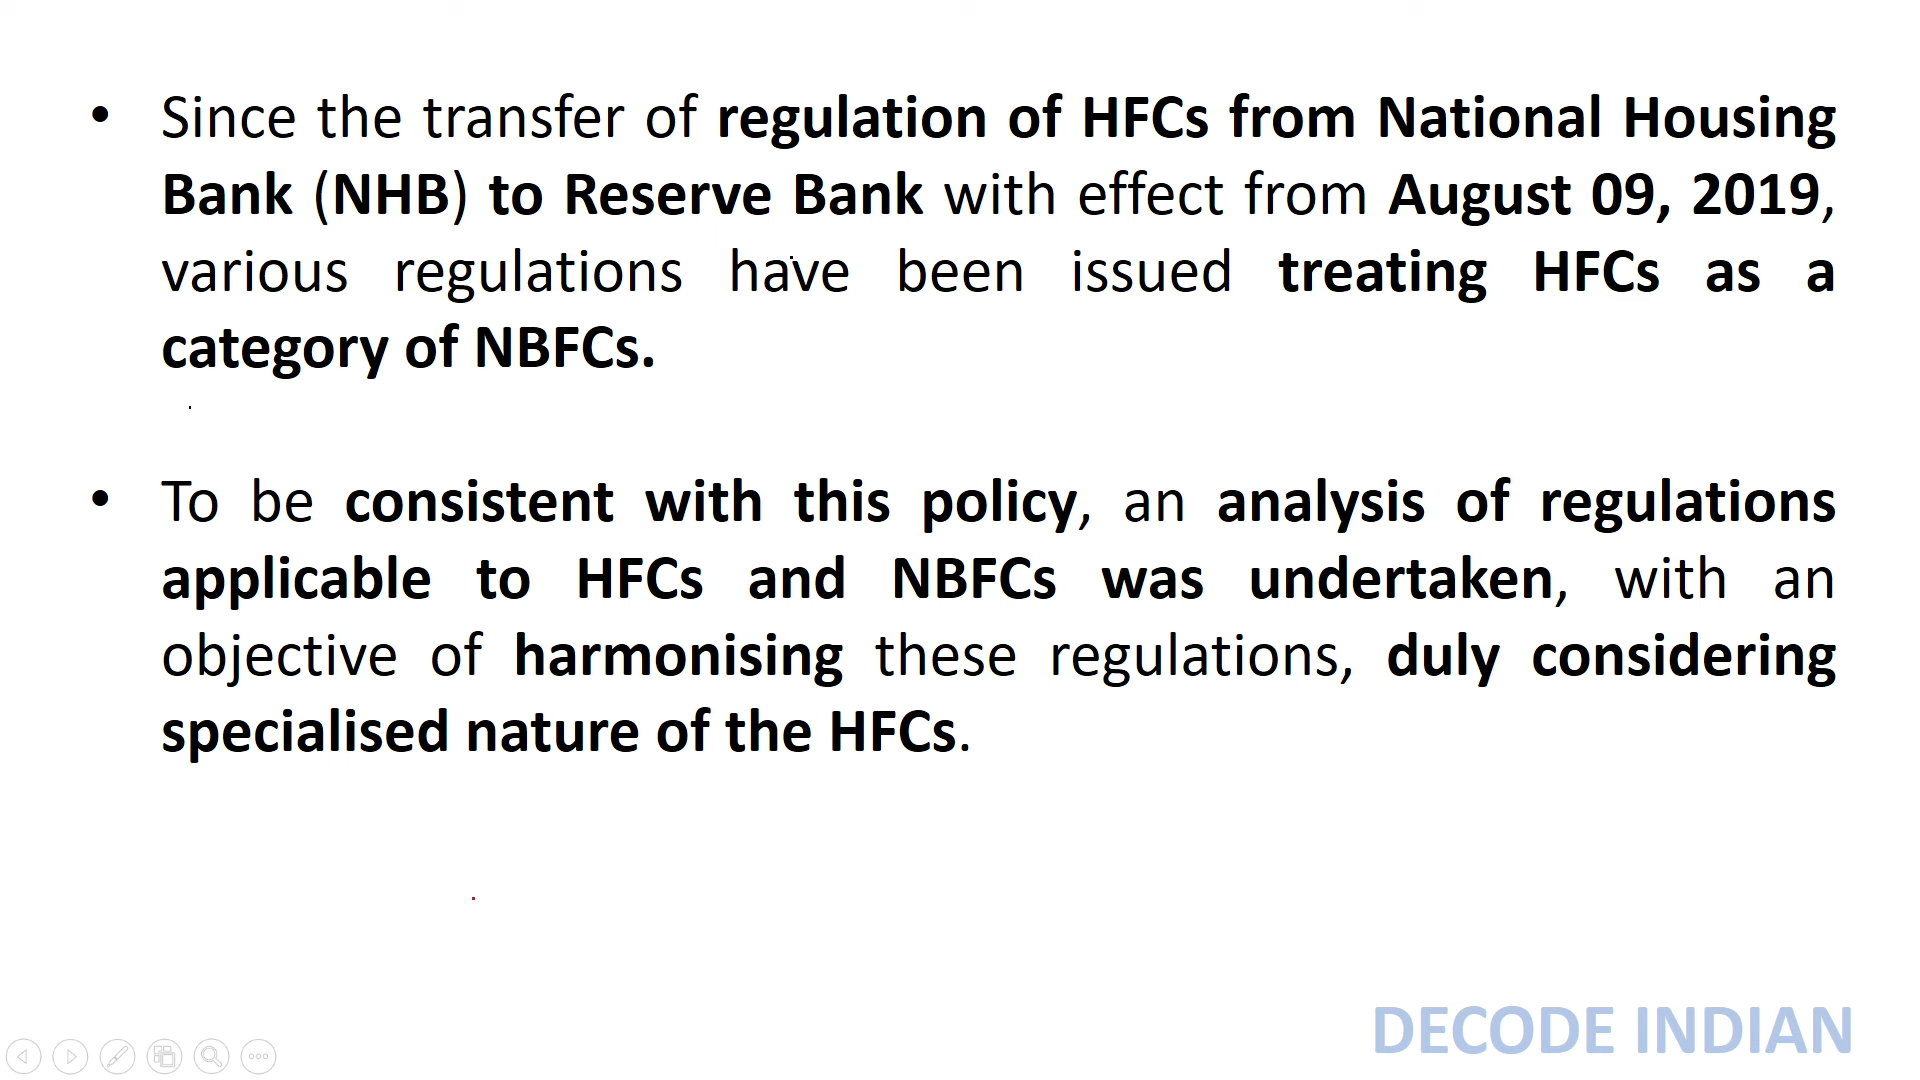 • Since the transfer of regulation of HFCs from National Housing
Bank (NHB) to Reserve Bank with effect from August 09, 2019,
various regulations have been issued treating HFCs as a
category of NBFCs.
• To be consistent with this policy, an analysis of regulations
applicable to HFCs and NBFCs was undertaken, with an
objective of harmonising these regulations, duly considering
specialised nature of the HFCs.
DECODE INDIAN